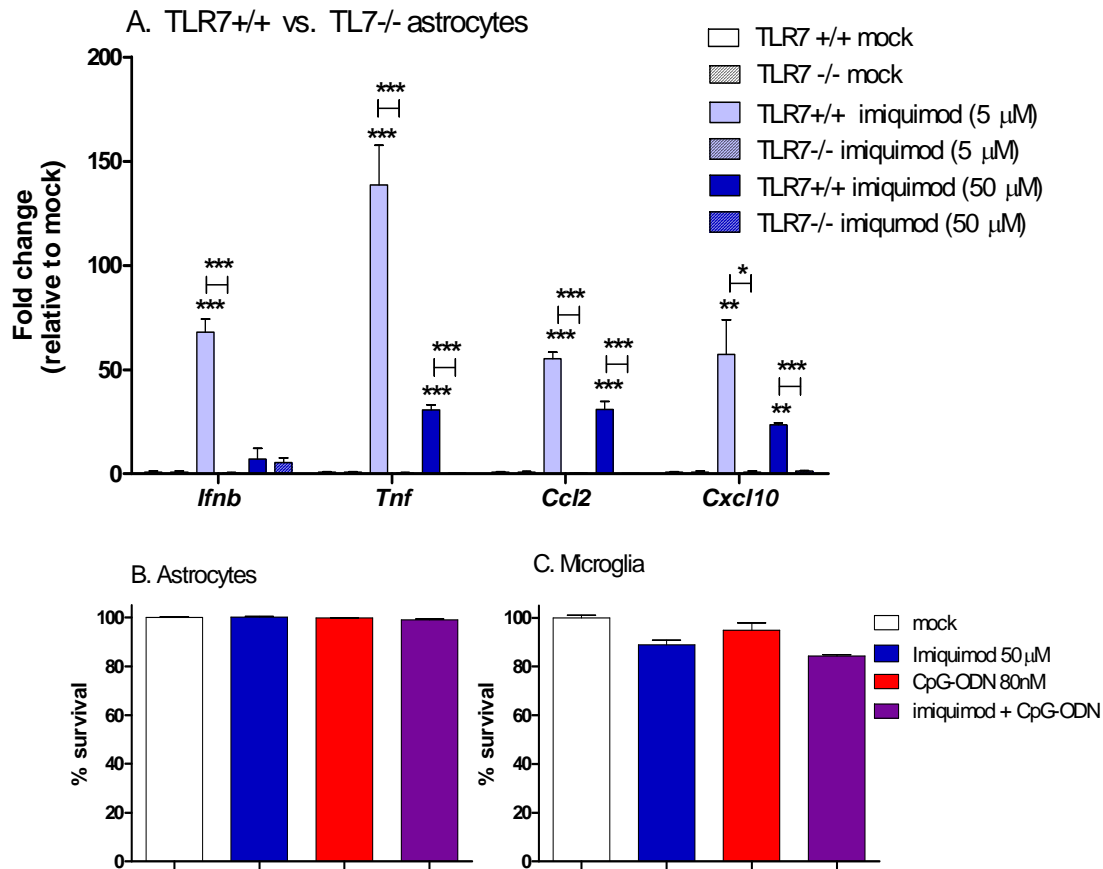 A. TLR7+/+ vs. TL7-/- astrocytes
TLR7 +/+ mock
TLR7 -/- mock
TLR7+/+ imiquimod (5 μM)
TLR7-/- imiquimod (5 μM)
TLR7+/+ imiquimod (50 μM)
TLR7-/- imiqumod (50 μM)
Fold change
(relative to mock)
200
150
100
50
0
***
***
***
***
***
***
***
***
***
***
*
**
***
**
Ifnb
Tnf
Ccl2
Cxcl10
B. Astrocytes
% survival
100
80
60
40
20
0
C. Microglia
% survival
100
80
60
40
20
0
mock
Imiquimod 50 μM
CpG-ODN 80nM
imiquimod + CpG-ODN